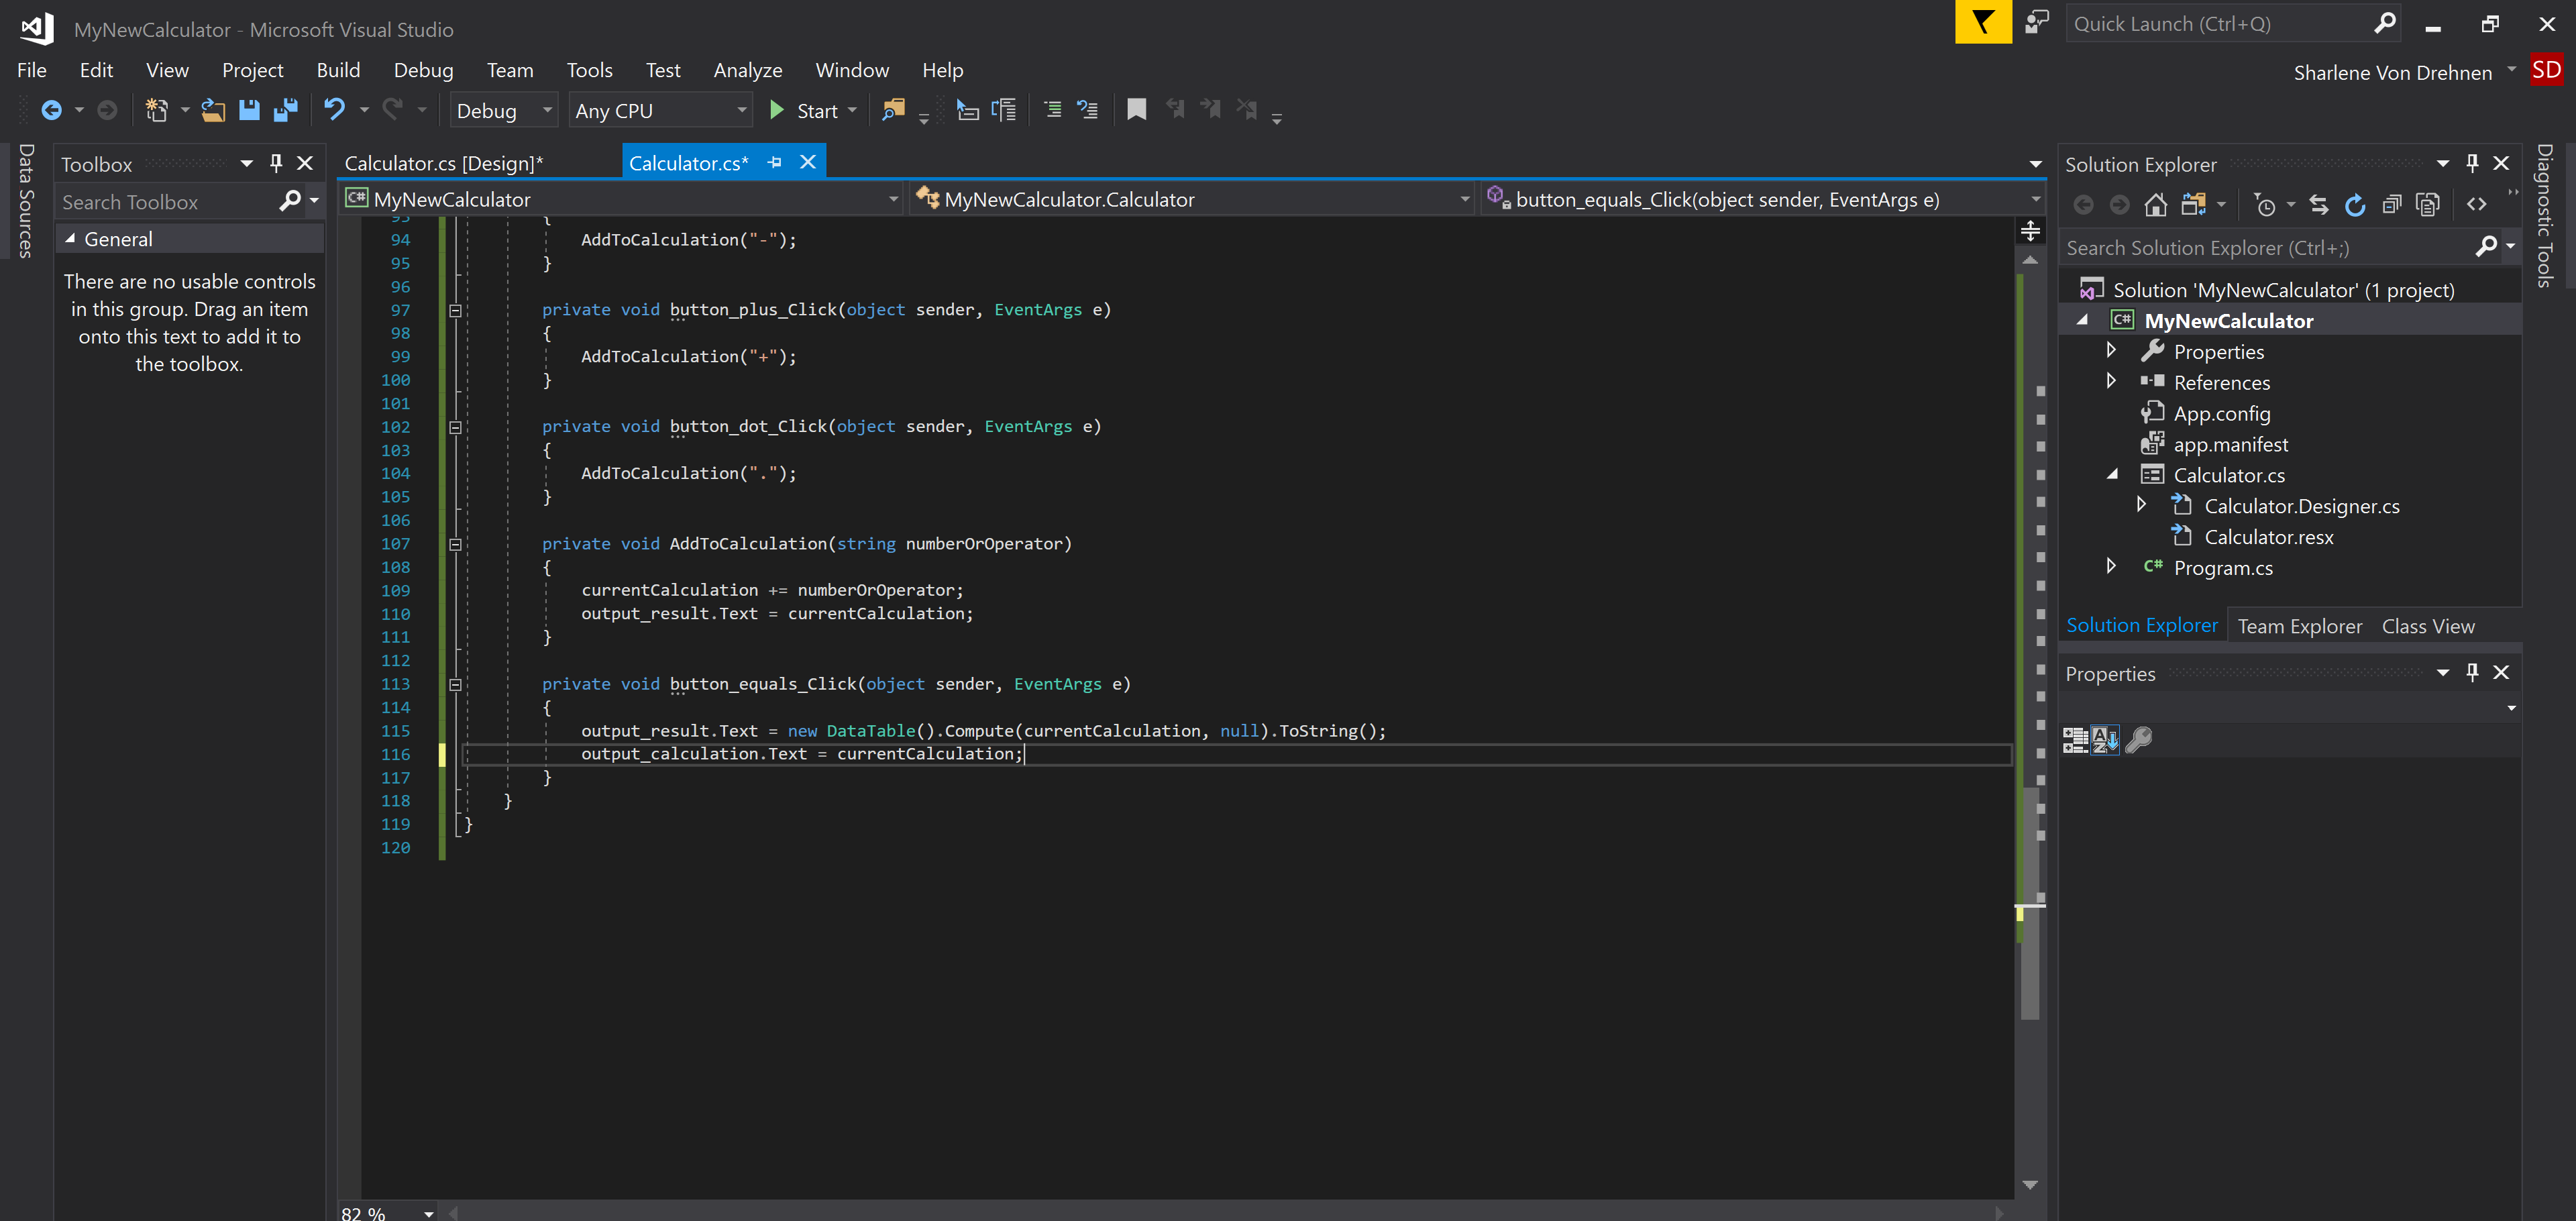 MyNewCalculator - Microsoft Visual Studio
Quick Launch (Ctrl+Q)
File Edit View Project Build Debug Team Tools Test Analyze Window Help
Sharlene Von Drehnen SD
Debug Any CPU Start
Data Sources
Toolbox
Search Toolbox
General
There are no usable controls
in this group. Drag an item
onto this text to add it to
the toolbox.
Calculator.cs [Design]* Calculator.cs*
C# MyNewCalculator MyNewCalculator.Calculator button_equals_Click(object sender, EventArgs e)
93 {
94 AddToCalculation("-");
95 }
96
97 private void button_plus_Click(object sender, EventArgs e)
98 {
99 AddToCalculation("+");
100 }
101
102 private void button_dot_Click(object sender, EventArgs e)
103 {
104 AddToCalculation(".");
105 }
106
107 private void AddToCalculation(string numberOrOperator)
108 {
109 currentCalculation += numberOrOperator;
110 output_result.Text = currentCalculation;
111 }
112
113 private void button_equals_Click(object sender, EventArgs e)
114 {
115 output_result.Text = new DataTable().Compute(currentCalculation, null).ToString();
116 output_calculation.Text = currentCalculation;
117 }
118 }
119 }
120
82 %
Solution Explorer
Search Solution Explorer (Ctrl+;)
Solution 'MyNewCalculator' (1 project)
C# MyNewCalculator
Properties
References
App.config
app.manifest
Calculator.cs
Calculator.Designer.cs
Calculator.resx
C# Program.cs
Solution Explorer Team Explorer Class View
Properties
Diagnostic Tools